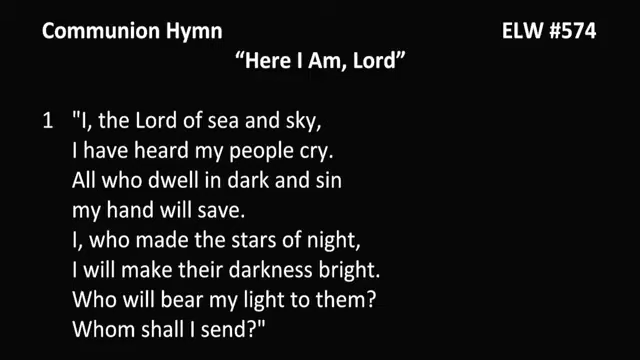 Communion Hymn ELW #574
“Here I Am, Lord”
1 "I, the Lord of sea and sky,
I have heard my people cry.
All who dwell in dark and sin
my hand will save.
I, who made the stars of night,
I will make their darkness bright.
Who will bear my light to them?
Whom shall I send?"